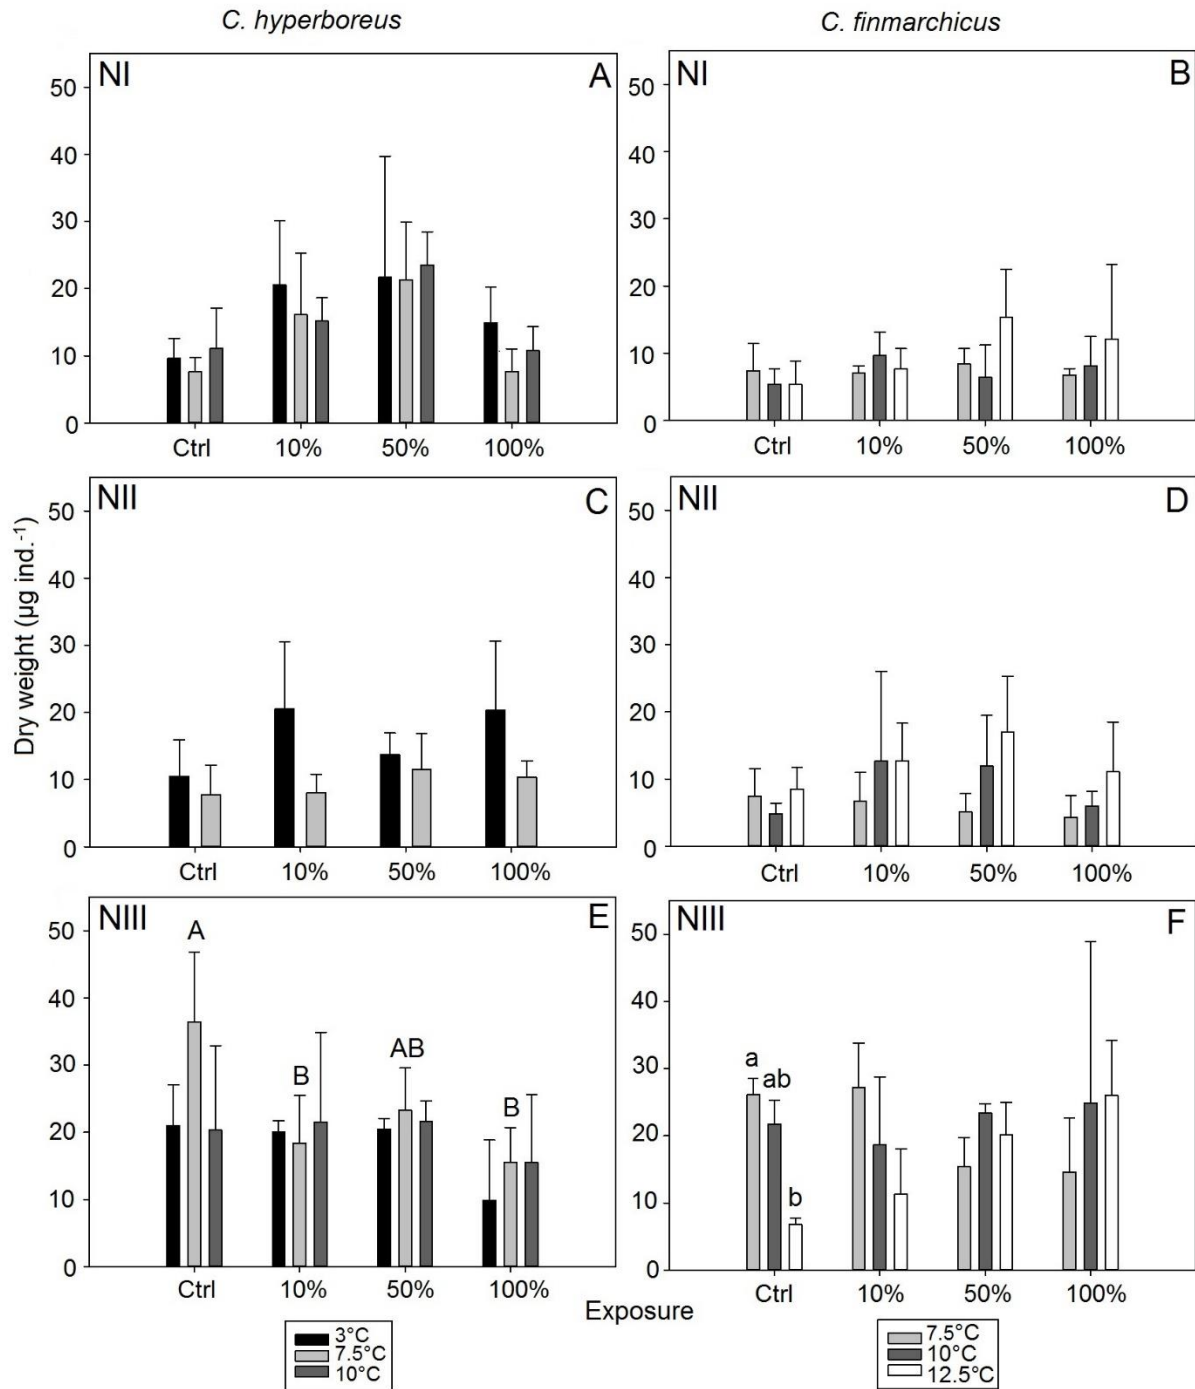 C. hyperboreus
C. finmarchicus
NI
A
50
40
30
20
10
0
Ctrl 10% 50% 100%
NI
B
50
40
30
20
10
0
Ctrl 10% 50% 100%
Dry weight (µg ind.⁻¹)
NII
C
50
40
30
20
10
0
Ctrl 10% 50% 100%
NII
D
50
40
30
20
10
0
Ctrl 10% 50% 100%
NIII
E
A
B
AB
B
50
40
30
20
10
0
Ctrl 10% 50% 100%
NIII
F
a
ab
b
50
40
30
20
10
0
Ctrl 10% 50% 100%
Exposure
3°C
7.5°C
10°C
7.5°C
10°C
12.5°C